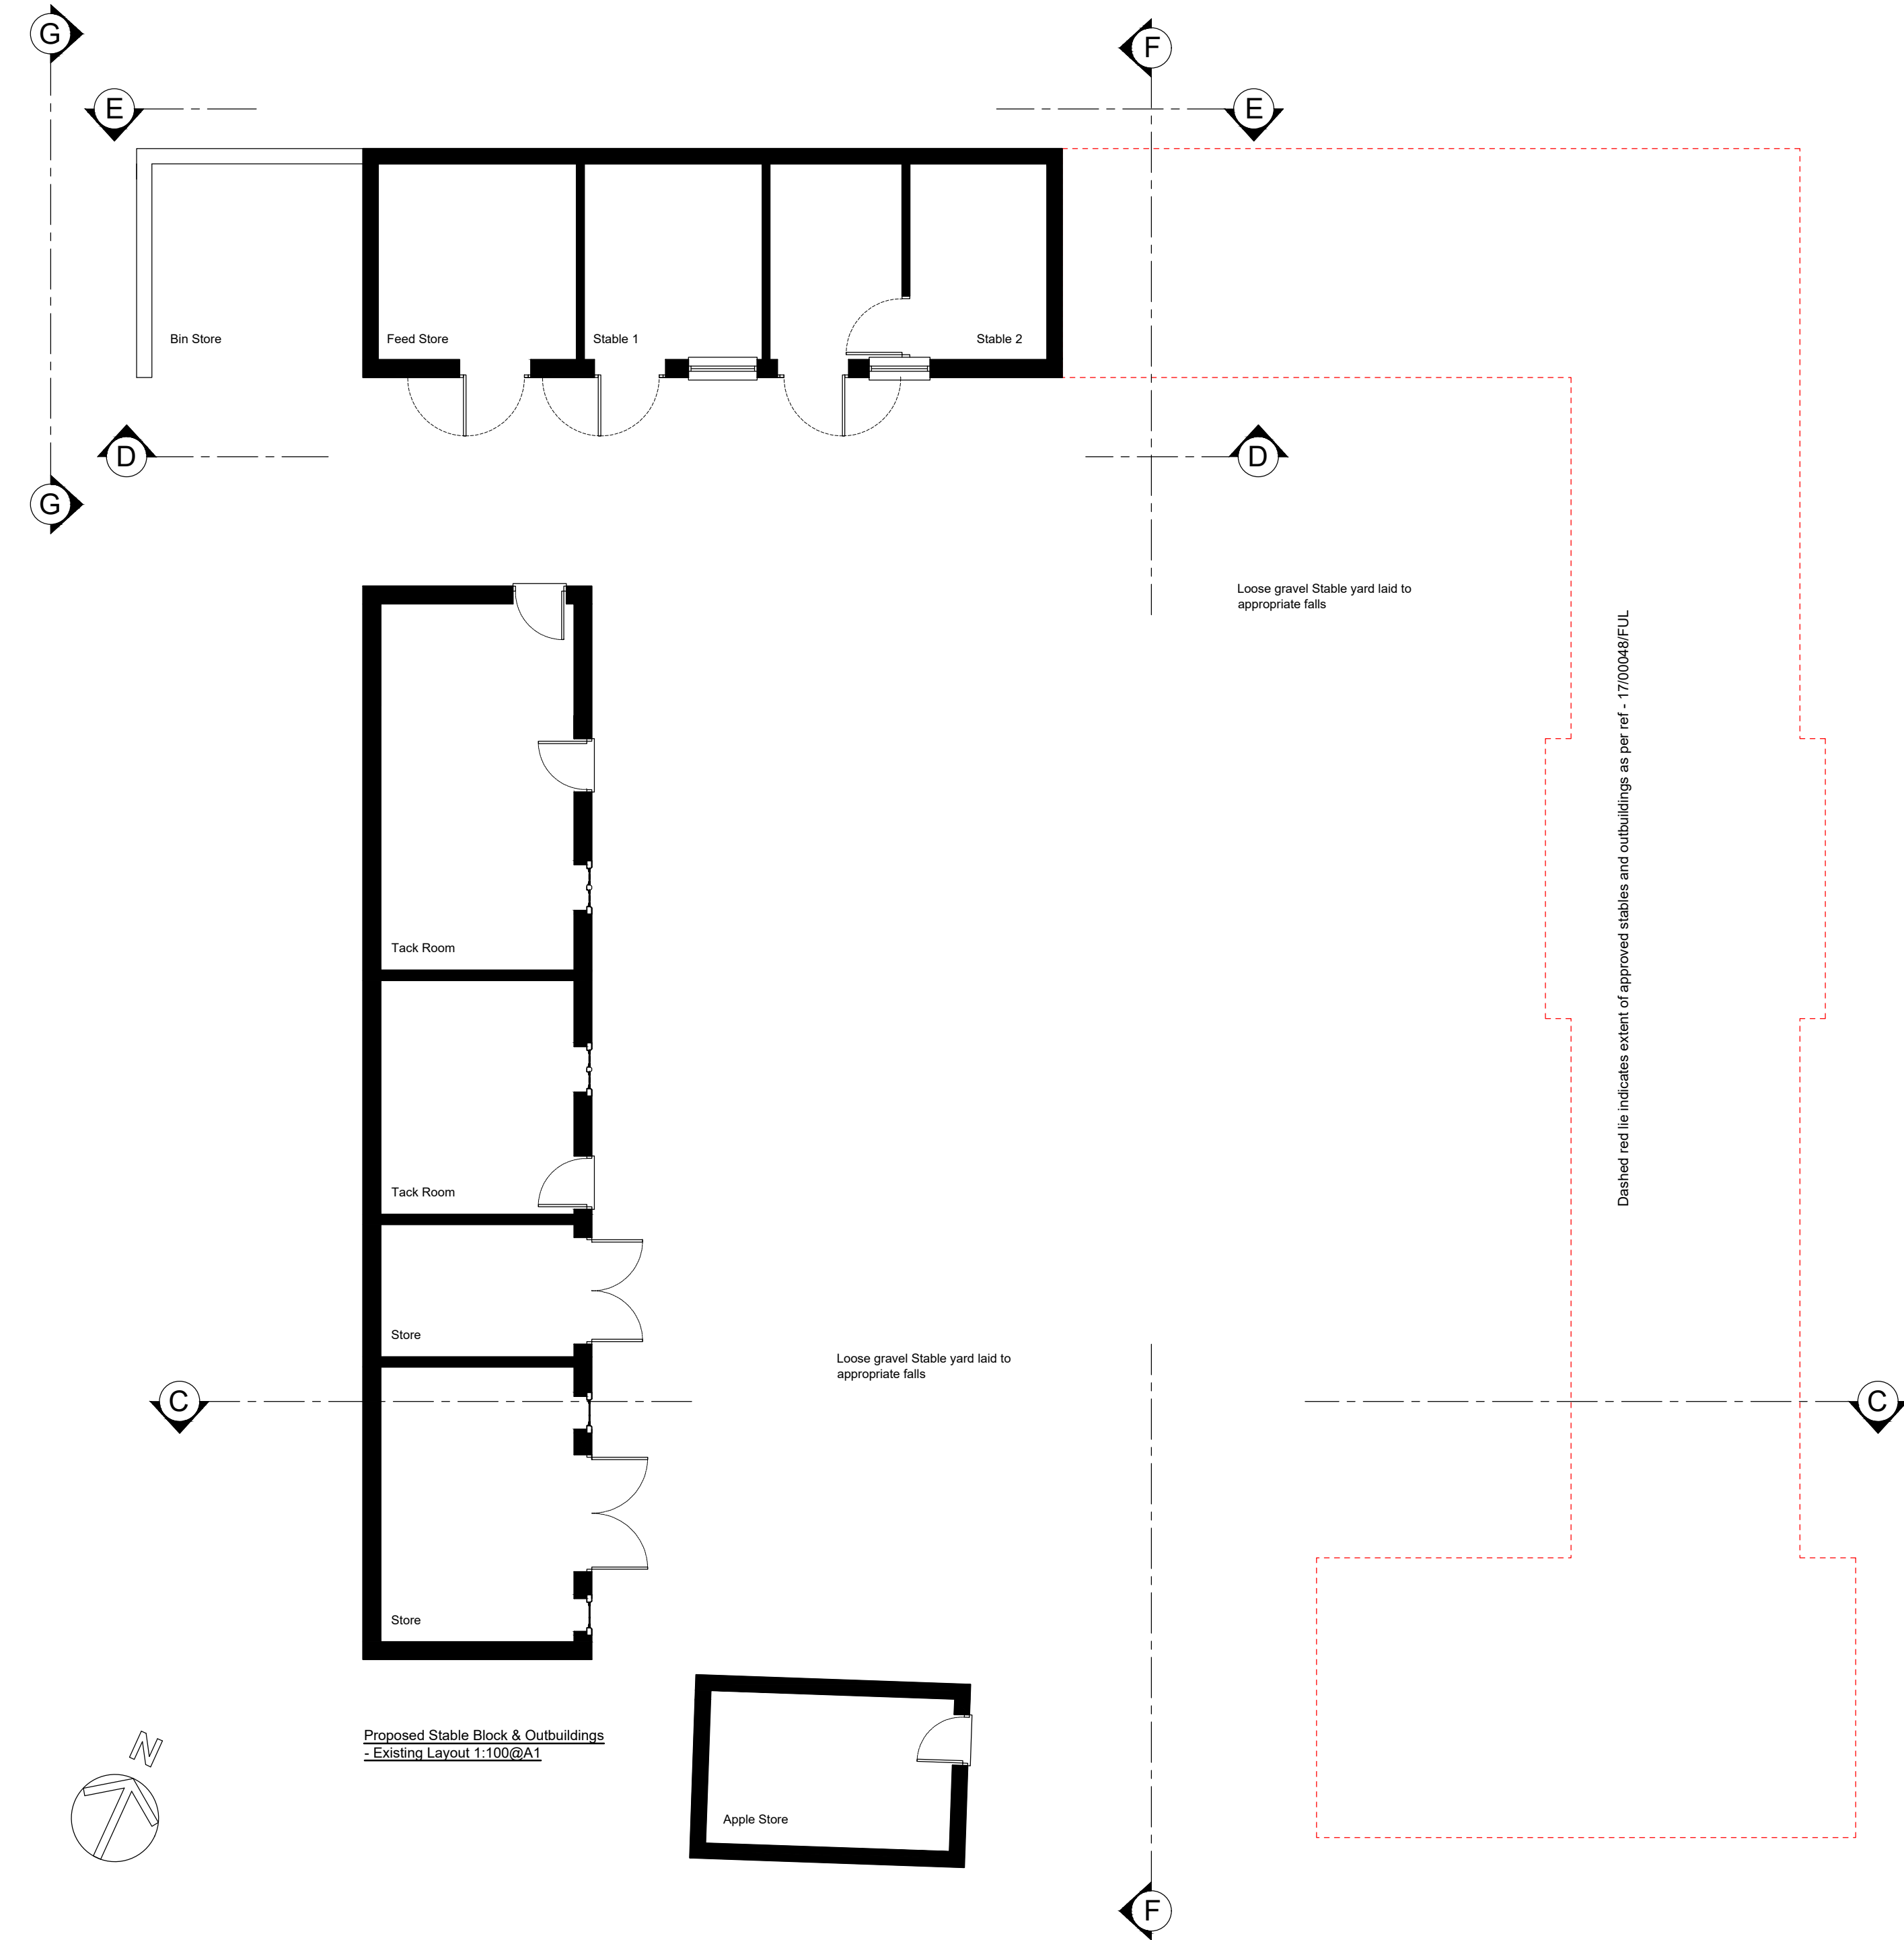 G
F
E
E
Bin Store
Feed Store
Stable 1
Stable 2
D
D
G
Loose gravel Stable yard laid to
appropriate falls
Dashed red lie indicates extent of approved stables and outbuildings as per ref - 17/00048/FUL
Tack Room
Tack Room
Store
Loose gravel Stable yard laid to
appropriate falls
C
C
Store
N
Proposed Stable Block & Outbuildings
- Existing Layout 1:100@A1
Apple Store
F